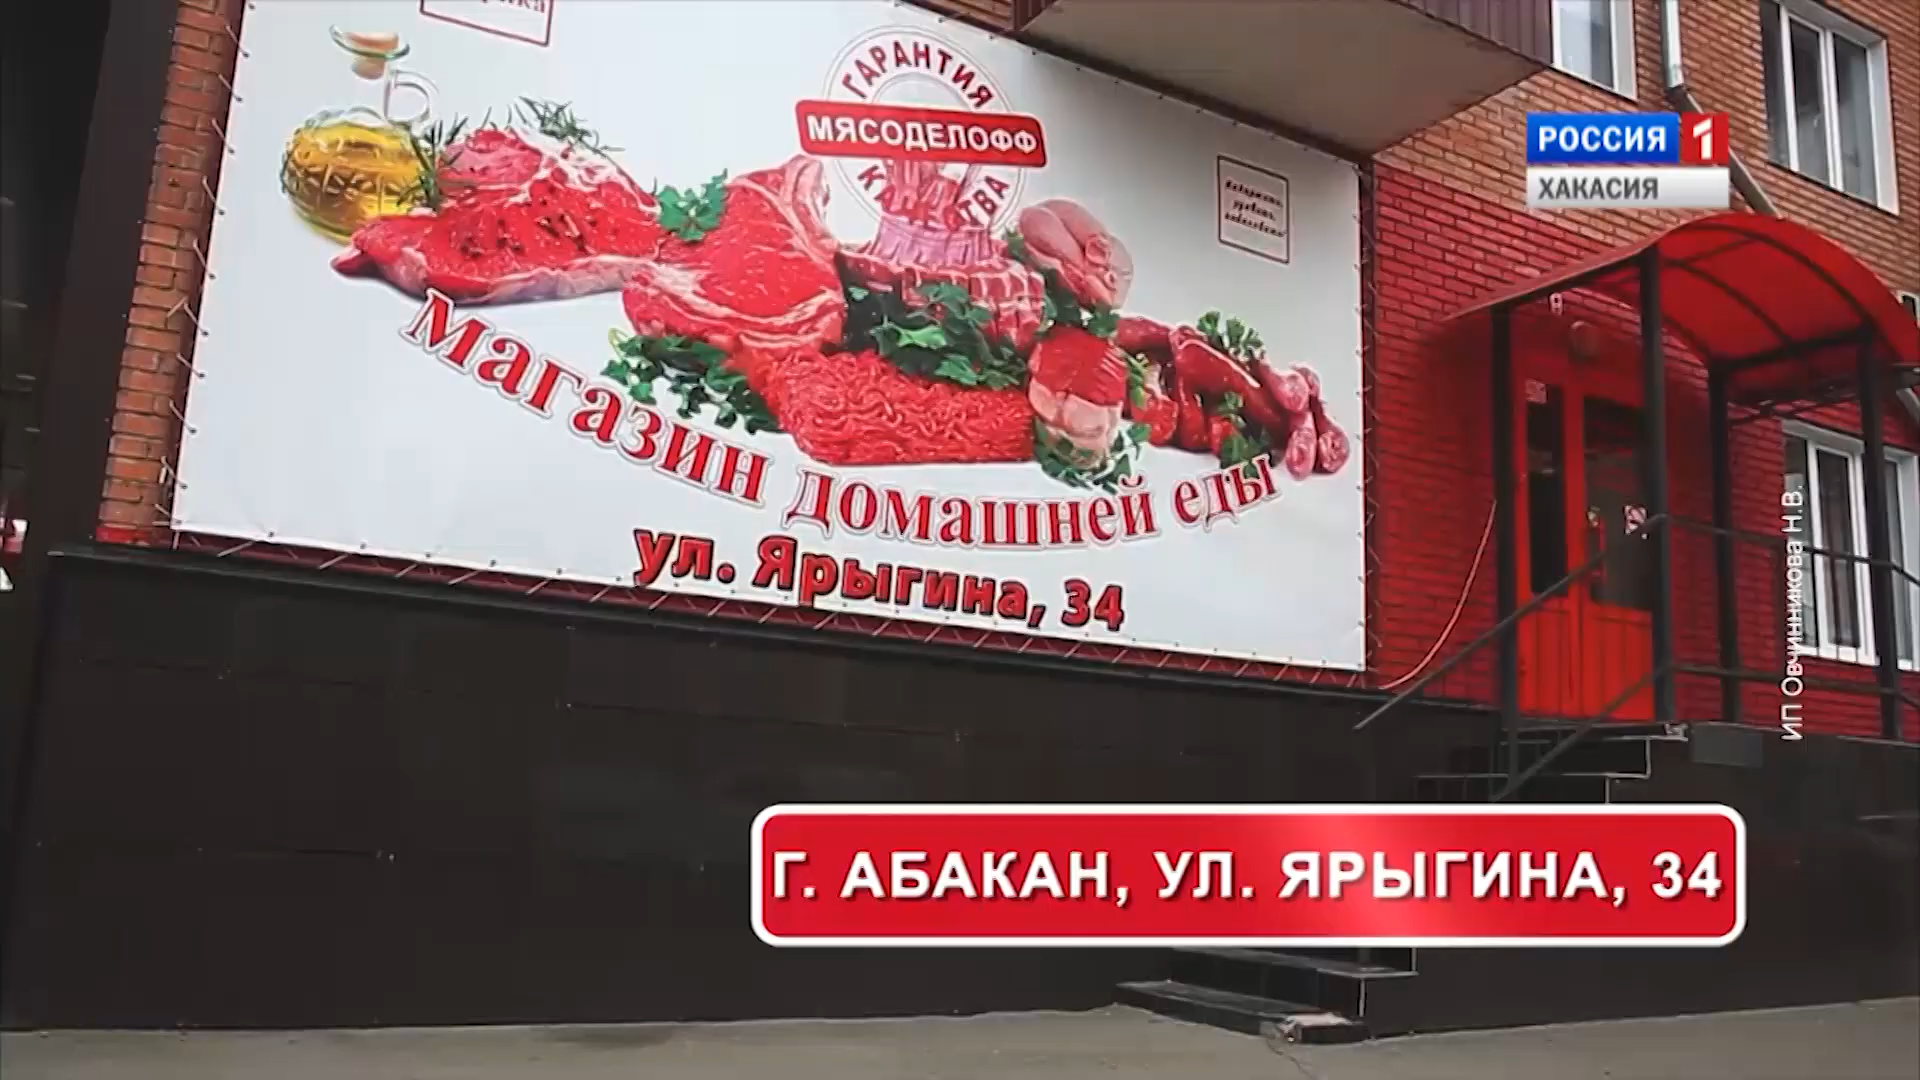 ГАРАНТИЯ
МЯСОДЕЛОФФ
КАЧЕСТВА
РОССИЯ 1
ХАКАСИЯ
магазин домашней еды
ул. Ярыгина, 34
ИП Овчинникова Н.В.
Г. АБАКАН, УЛ. ЯРЫГИНА, 34